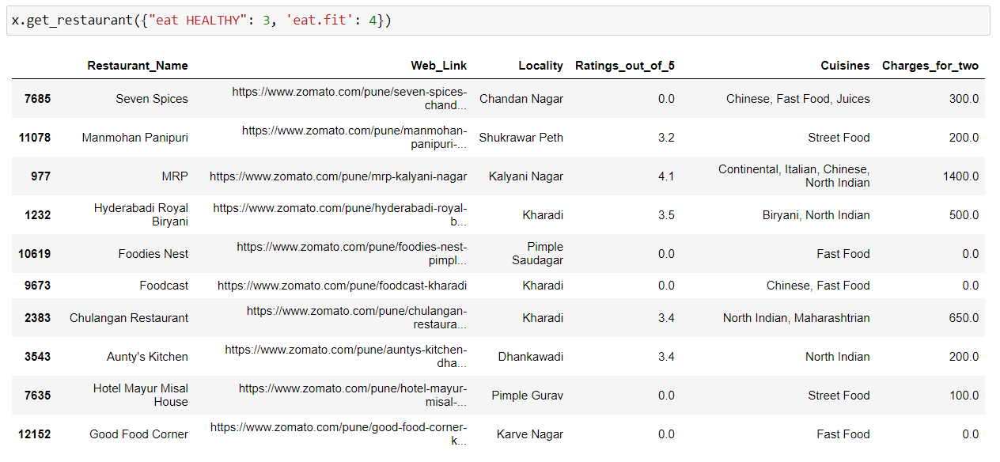 x.get_restaurant({"eat HEALTHY": 3, 'eat.fit': 4})
Restaurant_Name Web_Link Locality Ratings_out_of_5 Cuisines Charges_for_two
7685 Seven Spices https://www.zomato.com/pune/seven-spices-chand... Chandan Nagar 0.0 Chinese, Fast Food, Juices 300.0
11078 Manmohan Panipuri https://www.zomato.com/pune/manmohan-panipuri-... Shukrawar Peth 3.2 Street Food 200.0
977 MRP https://www.zomato.com/pune/mrp-kalyani-nagar Kalyani Nagar 4.1 Continental, Italian, Chinese, North Indian 1400.0
1232 Hyderabadi Royal Biryani https://www.zomato.com/pune/hyderabadi-royal-b... Kharadi 3.5 Biryani, North Indian 500.0
10619 Foodies Nest https://www.zomato.com/pune/foodies-nest-pimpl... Pimple Saudagar 0.0 Fast Food 0.0
9673 Foodcast https://www.zomato.com/pune/foodcast-kharadi Kharadi 0.0 Chinese, Fast Food 0.0
2383 Chulangan Restaurant https://www.zomato.com/pune/chulangan-restaura... Kharadi 3.4 North Indian, Maharashtrian 650.0
3543 Aunty's Kitchen https://www.zomato.com/pune/auntys-kitchen-dha... Dhankawadi 3.4 North Indian 200.0
7635 Hotel Mayur Misal House https://www.zomato.com/pune/hotel-mayur-misal-... Pimple Gurav 0.0 Street Food 100.0
12152 Good Food Corner https://www.zomato.com/pune/good-food-corner-k... Karve Nagar 0.0 Fast Food 0.0